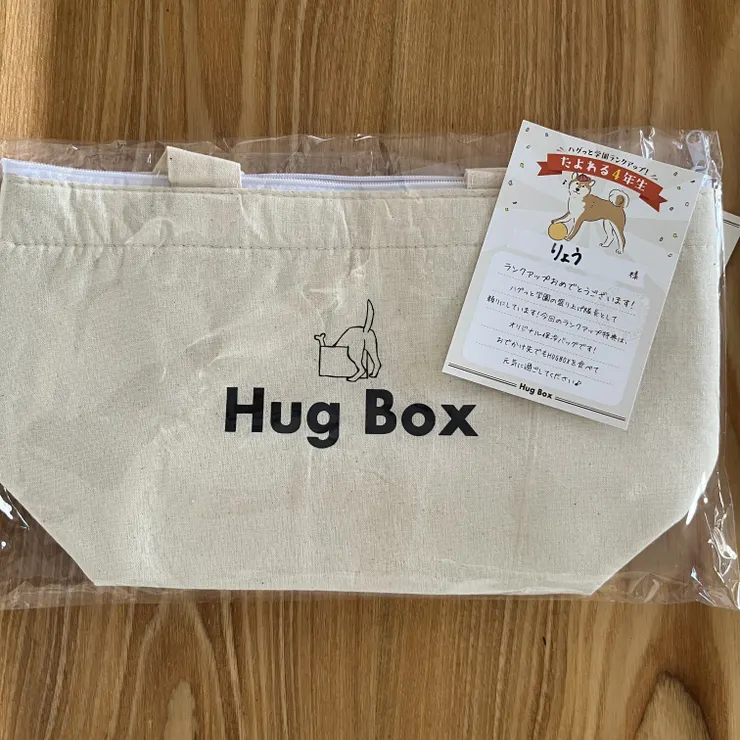 ハグっと学園ランクアップ!
たよれる4年生
りょう
様
ランクアップおめでとうございます!
ハグっと学園の盛り上げ隊長として
頼りにしています!今回のランクアップ特典は、
オリジナル保冷バッグです!
おでかけ先でもHUGBOXを食べて
元気に過ごしてください♪
Hug Box
Hug Box